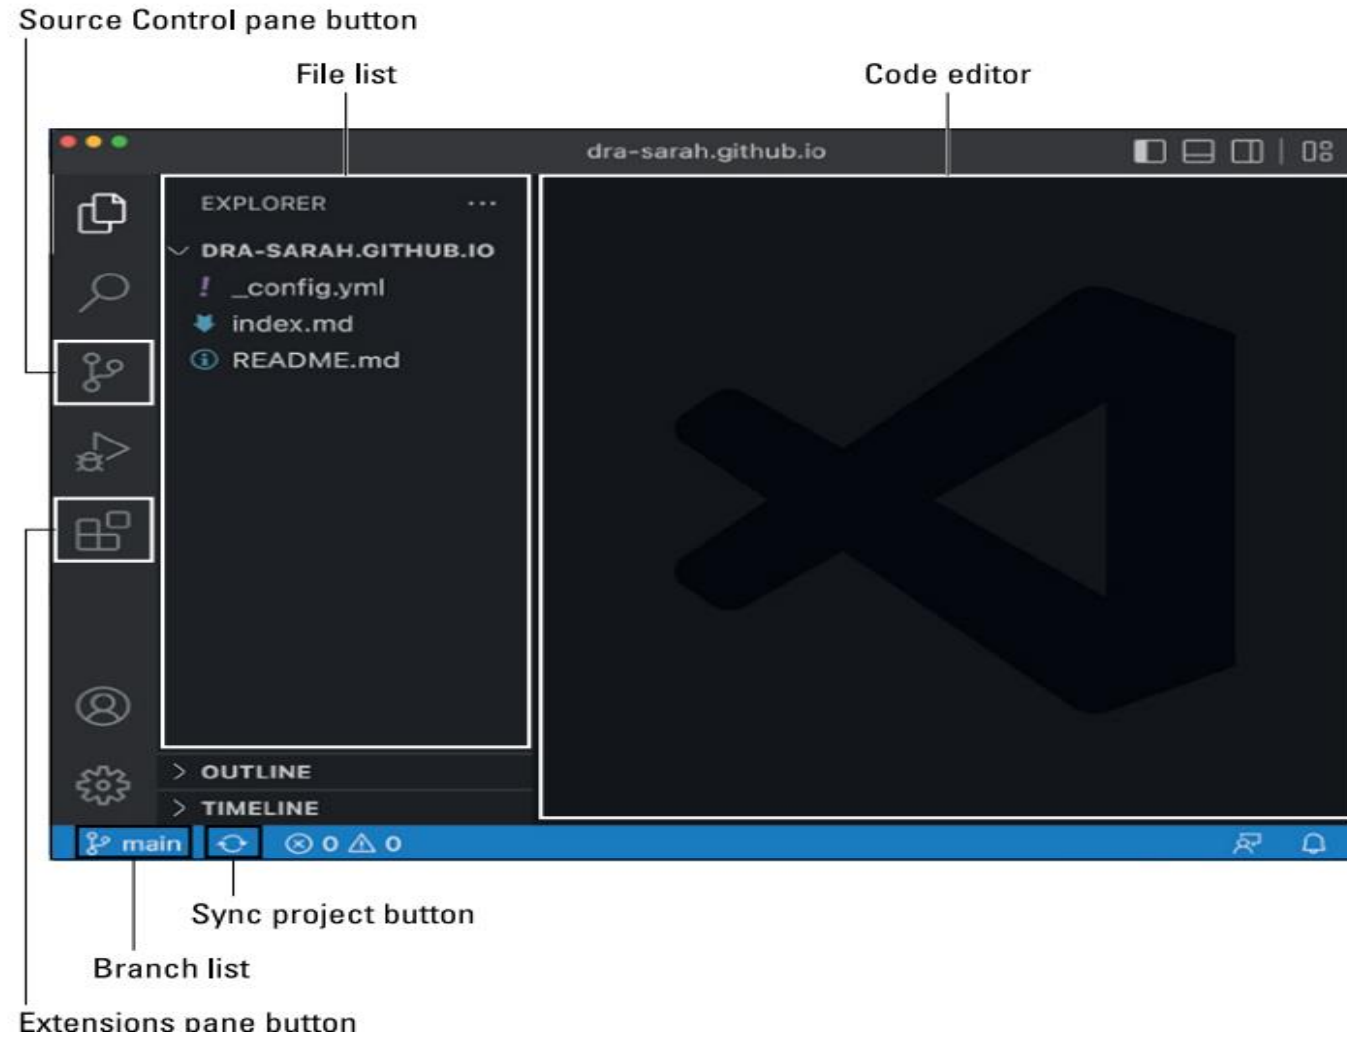 Source Control pane button
File list
Code editor
dra-sarah.github.io
EXPLORER
DRA-SARAH.GITHUB.IO
! _config.yml
index.md
README.md
OUTLINE
TIMELINE
main
0 0
Sync project button
Branch list
Extensions pane button